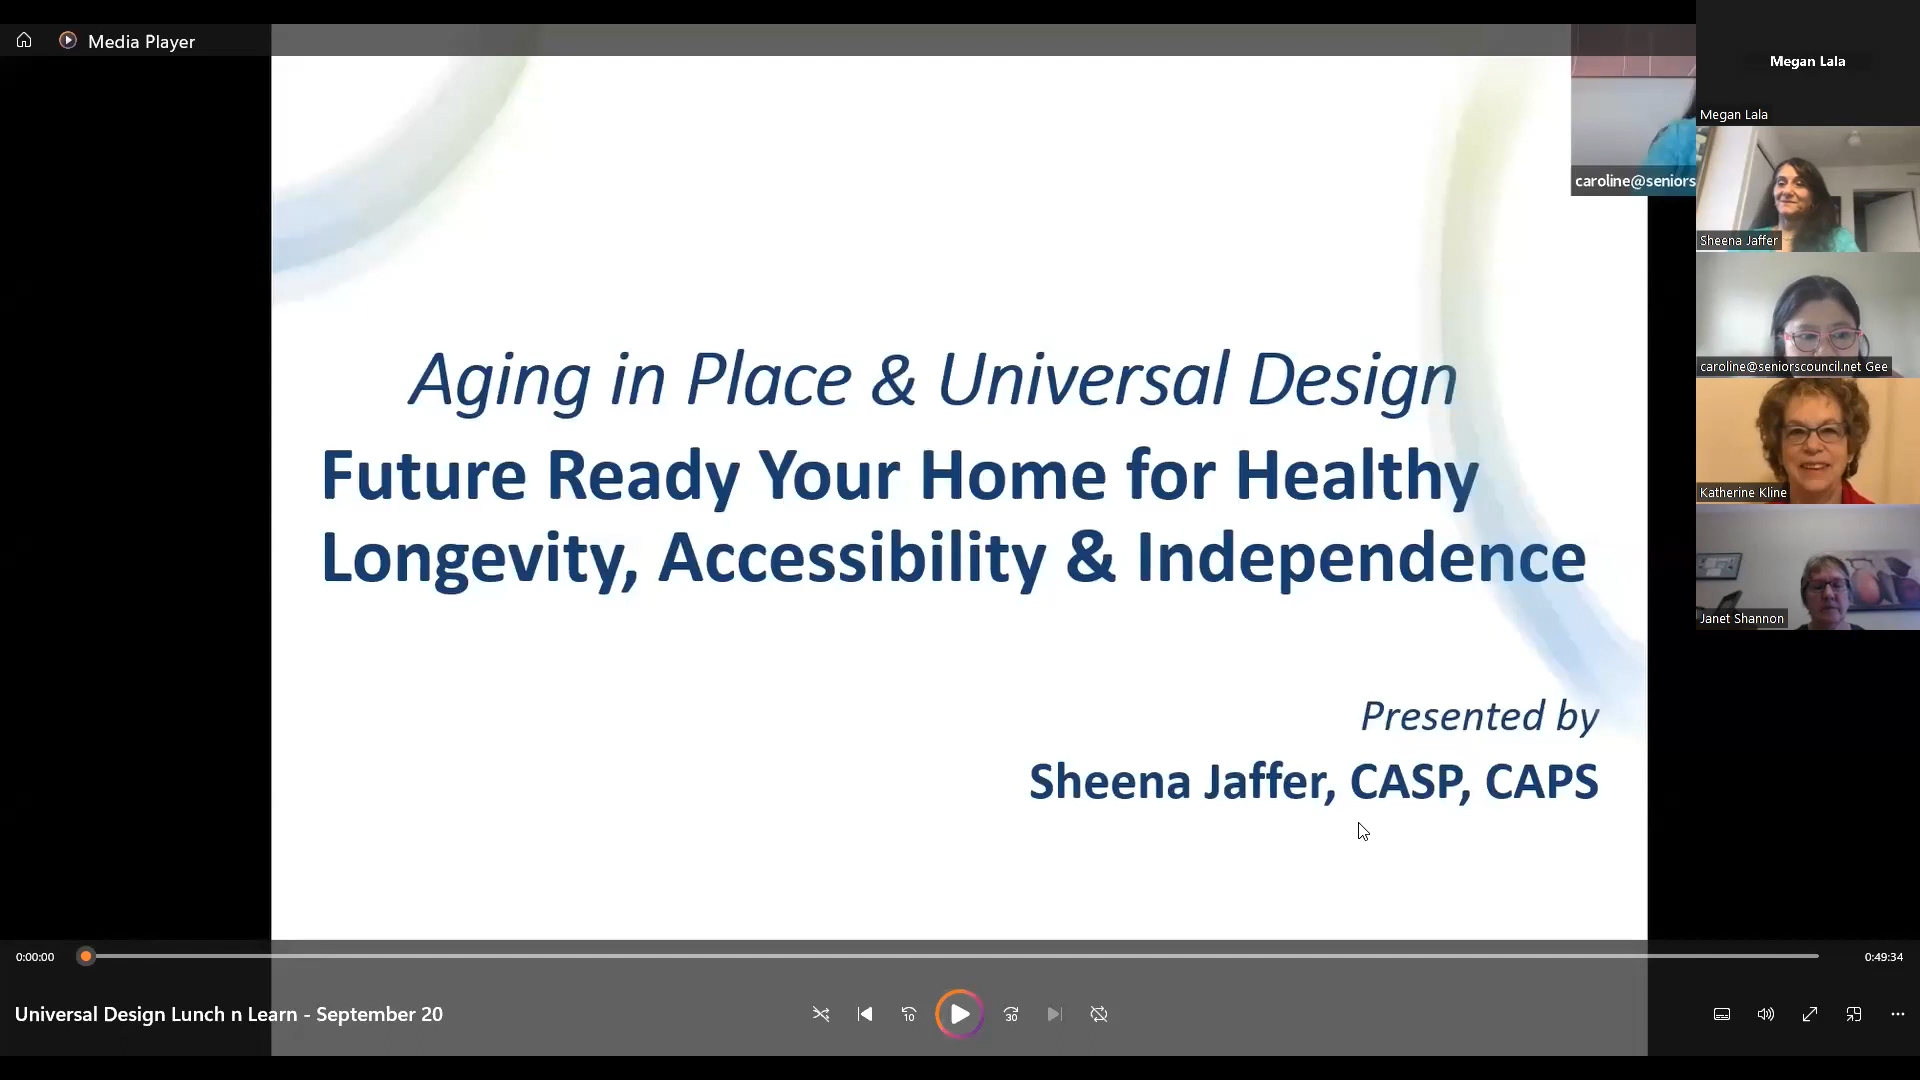 Media Player
Megan Lala
Megan Lala
caroline@seniors
Sheena Jaffer
caroline@seniorscouncil.net Gee
Katherine Kline
Janet Shannon
Aging in Place & Universal Design
Future Ready Your Home for Healthy
Longevity, Accessibility & Independence
Presented by
Sheena Jaffer, CASP, CAPS
0:00:00
0:49:34
Universal Design Lunch n Learn - September 20
10
30